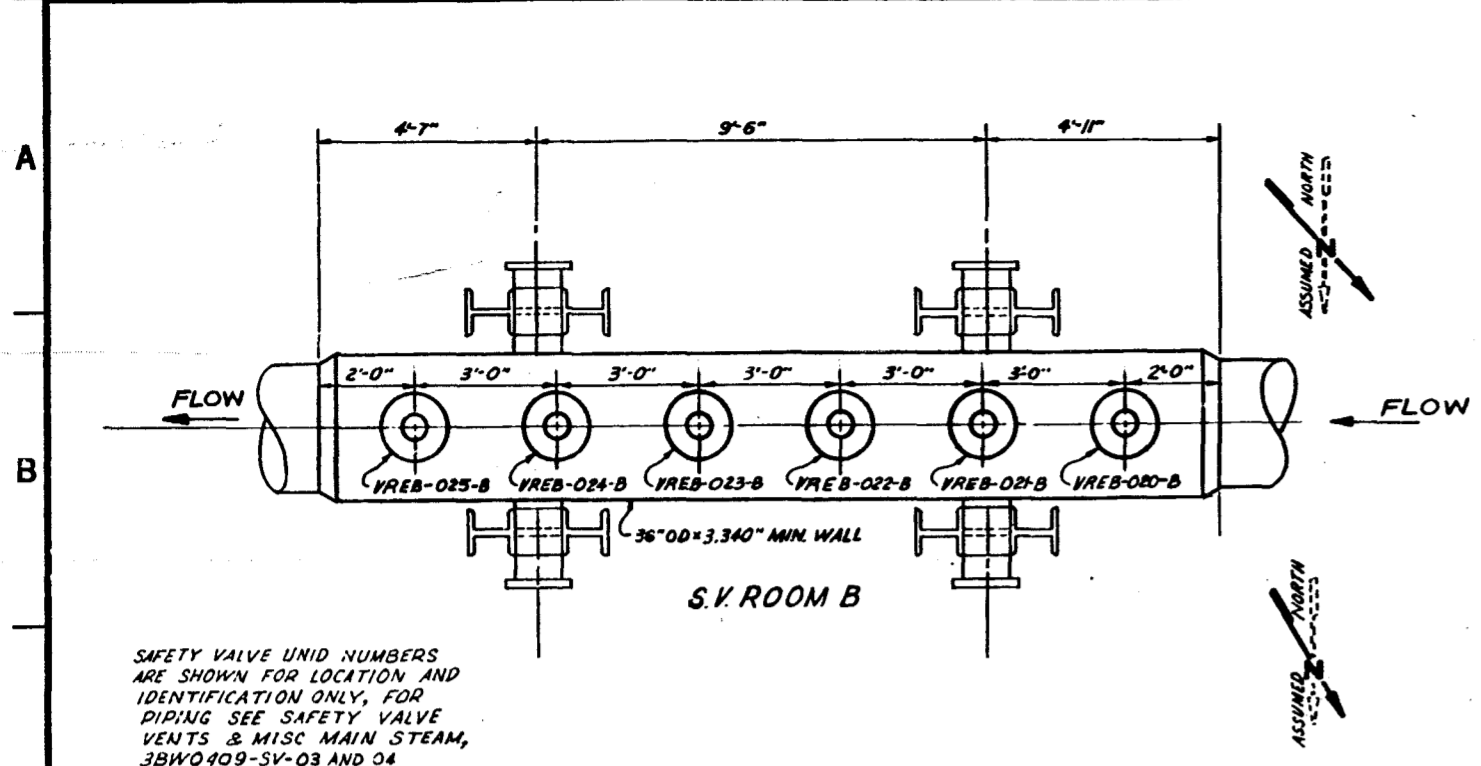 A
B
4'-7"
9'-6"
4'-11"
ASSUMED NORTH
N
2'-0"
3'-0"
3'-0"
3'-0"
3'-0"
3'-0"
2'-0"
FLOW
FLOW
VREB-025-B
VREB-024-B
VREB-023-B
VREB-022-B
VREB-021-B
VREB-020-B
36"OD×3.340" MIN. WALL
S.V. ROOM B
ASSUMED NORTH
N
SAFETY VALVE UNID NUMBERS
ARE SHOWN FOR LOCATION AND
IDENTIFICATION ONLY, FOR
PIPING SEE SAFETY VALVE
VENTS & MISC MAIN STEAM,
3BW0409-SV-03 AND 04